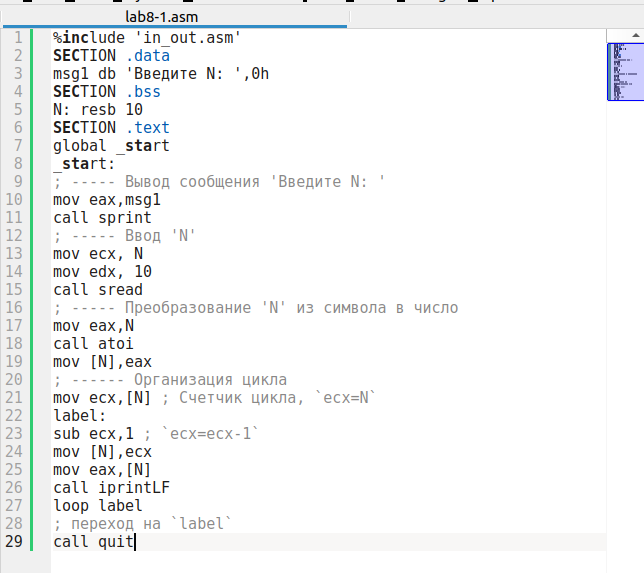 lab8-1.asm
1 %include 'in_out.asm'
2 SECTION .data
3 msg1 db 'Введите N: ',0h
4 SECTION .bss
5 N: resb 10
6 SECTION .text
7 global _start
8 _start:
9 ; ----- Вывод сообщения 'Введите N: '
10 mov eax,msg1
11 call sprint
12 ; ----- Ввод 'N'
13 mov ecx, N
14 mov edx, 10
15 call sread
16 ; ----- Преобразование 'N' из символа в число
17 mov eax,N
18 call atoi
19 mov [N],eax
20 ; ------ Организация цикла
21 mov ecx,[N] ; Счетчик цикла, `ecx=N`
22 label:
23 sub ecx,1 ; `ecx=ecx-1`
24 mov [N],ecx
25 mov eax,[N]
26 call iprintLF
27 loop label
28 ; переход на `label`
29 call quit